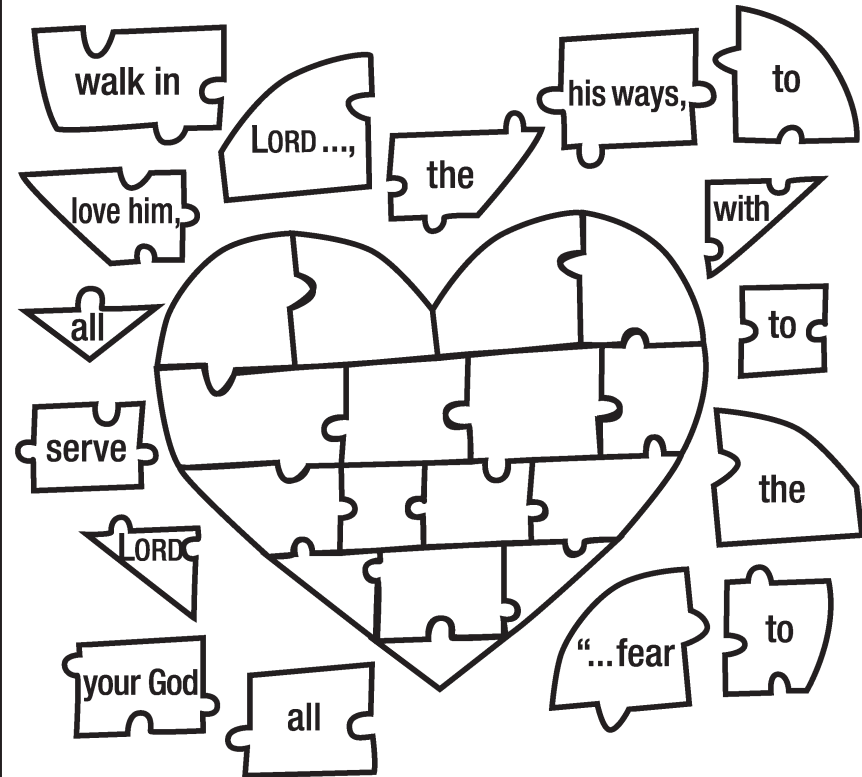 walk in
LORD ...,
his ways,
to
the
love him,
with
all
to
serve
the
LORD
"...fear
to
your God
all